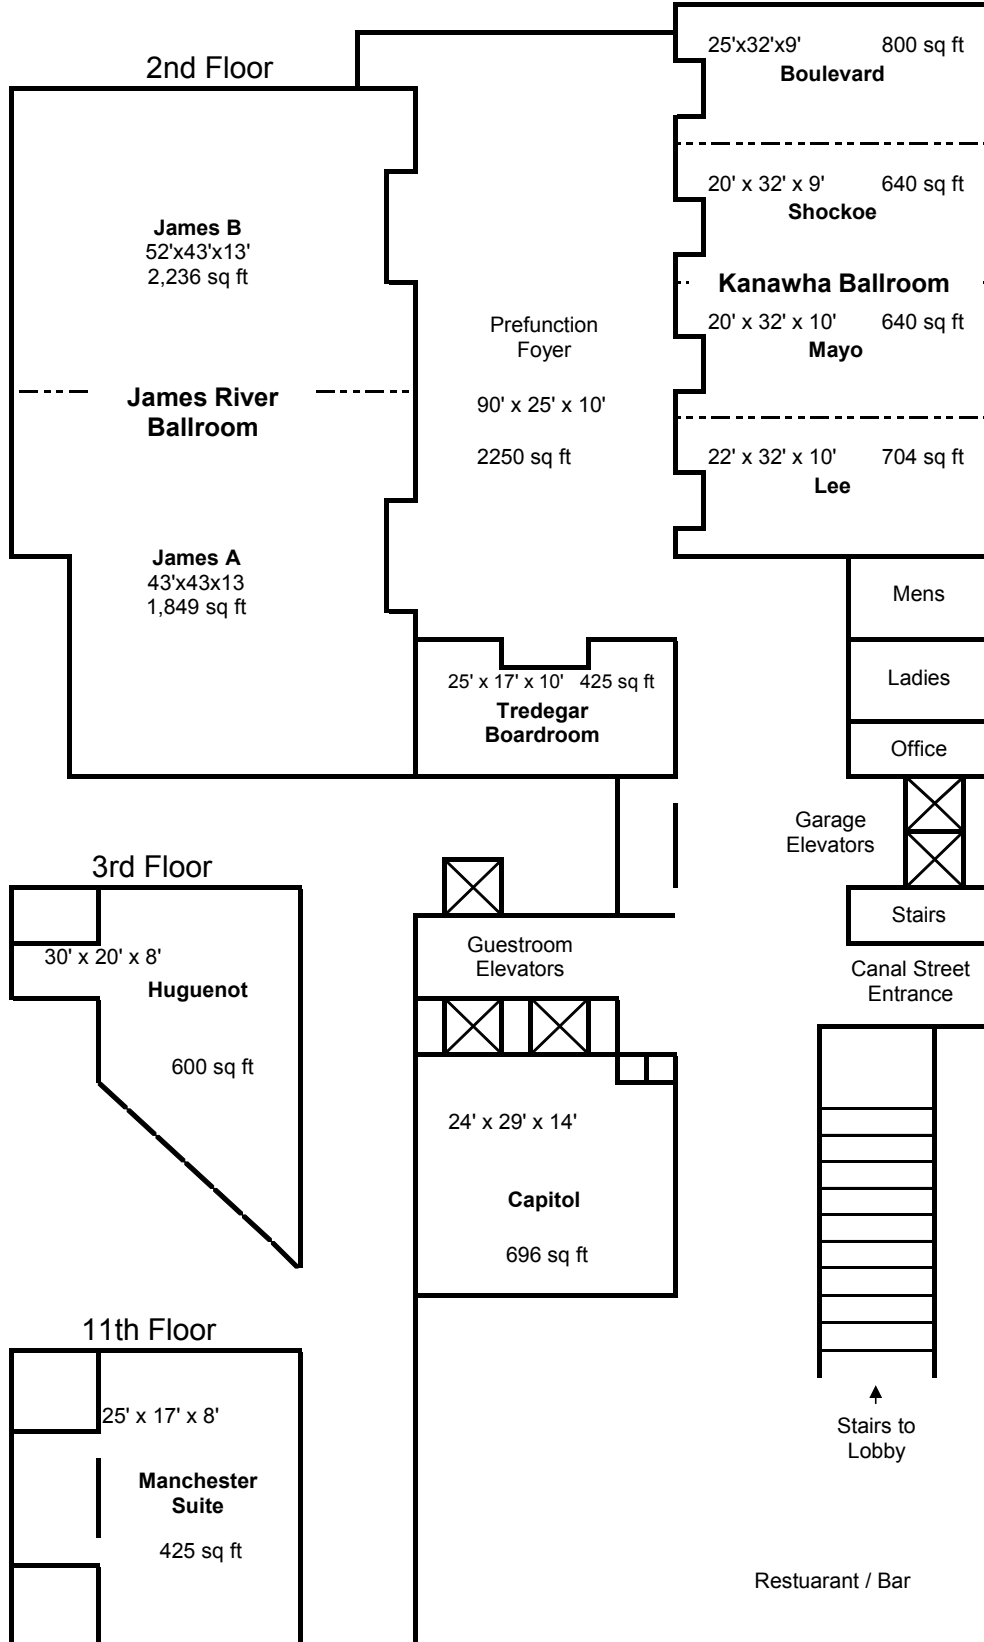 2nd Floor
25'x32'x9' 800 sq ft
Boulevard
20' x 32' x 9' 640 sq ft
Shockoe
Kanawha Ballroom
20' x 32' x 10' 640 sq ft
Mayo
22' x 32' x 10' 704 sq ft
Lee
James B
52'x43'x13'
2,236 sq ft
James River
Ballroom
James A
43'x43x13
1,849 sq ft
Prefunction
Foyer
90' x 25' x 10'
2250 sq ft
25' x 17' x 10' 425 sq ft
Tredegar
Boardroom
Mens
Ladies
Office
Garage
Elevators
Stairs
Canal Street
Entrance
Guestroom
Elevators
24' x 29' x 14'
Capitol
696 sq ft
Stairs to
Lobby
Restuarant / Bar
3rd Floor
30' x 20' x 8'
Huguenot
600 sq ft
11th Floor
25' x 17' x 8'
Manchester
Suite
425 sq ft